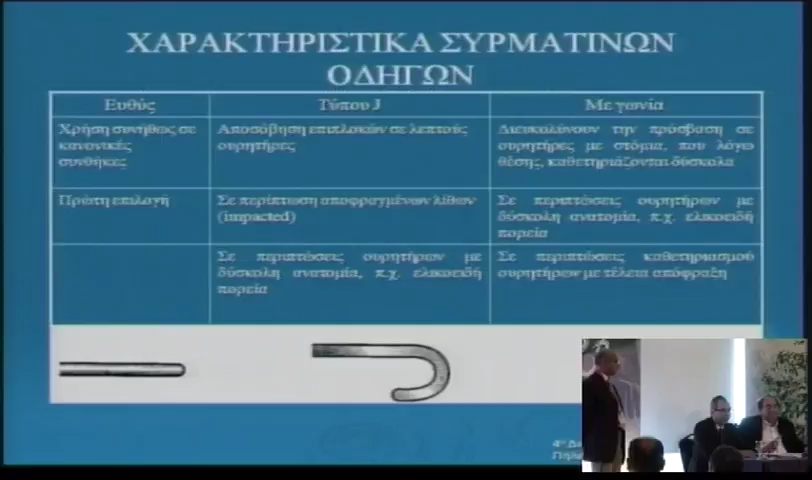 ΧΑΡΑΚΤΗΡΙΣΤΙΚΑ ΣΥΡΜΑΤΙΝΩΝ
ΟΔΗΓΩΝ
Ευθύς
Τύπου J
Με γωνία
Χρήση συνήθως σε
κανονικές
συνθήκες
Αποσόβηση επιπλοκών σε λεπτούς
ουρητήρες
Διευκολύνουν την πρόσβαση σε
ουρητήρες με στόμια, που λόγω
θέσης, καθετηριάζονται δύσκολα
Πρώτη επιλογή
Σε περίπτωση αποφραγμένων λίθων
(impacted)
Σε περιπτώσεις ουρητήρων με
δύσκολη ανατομία, π.χ. ελικοειδή
πορεία
Σε περιπτώσεις ουρητήρων με
δύσκολη ανατομία, π.χ. ελικοειδή
πορεία
Σε περιπτώσεις καθετηριασμού
ουρητήρων με τέλεια απόφραξη